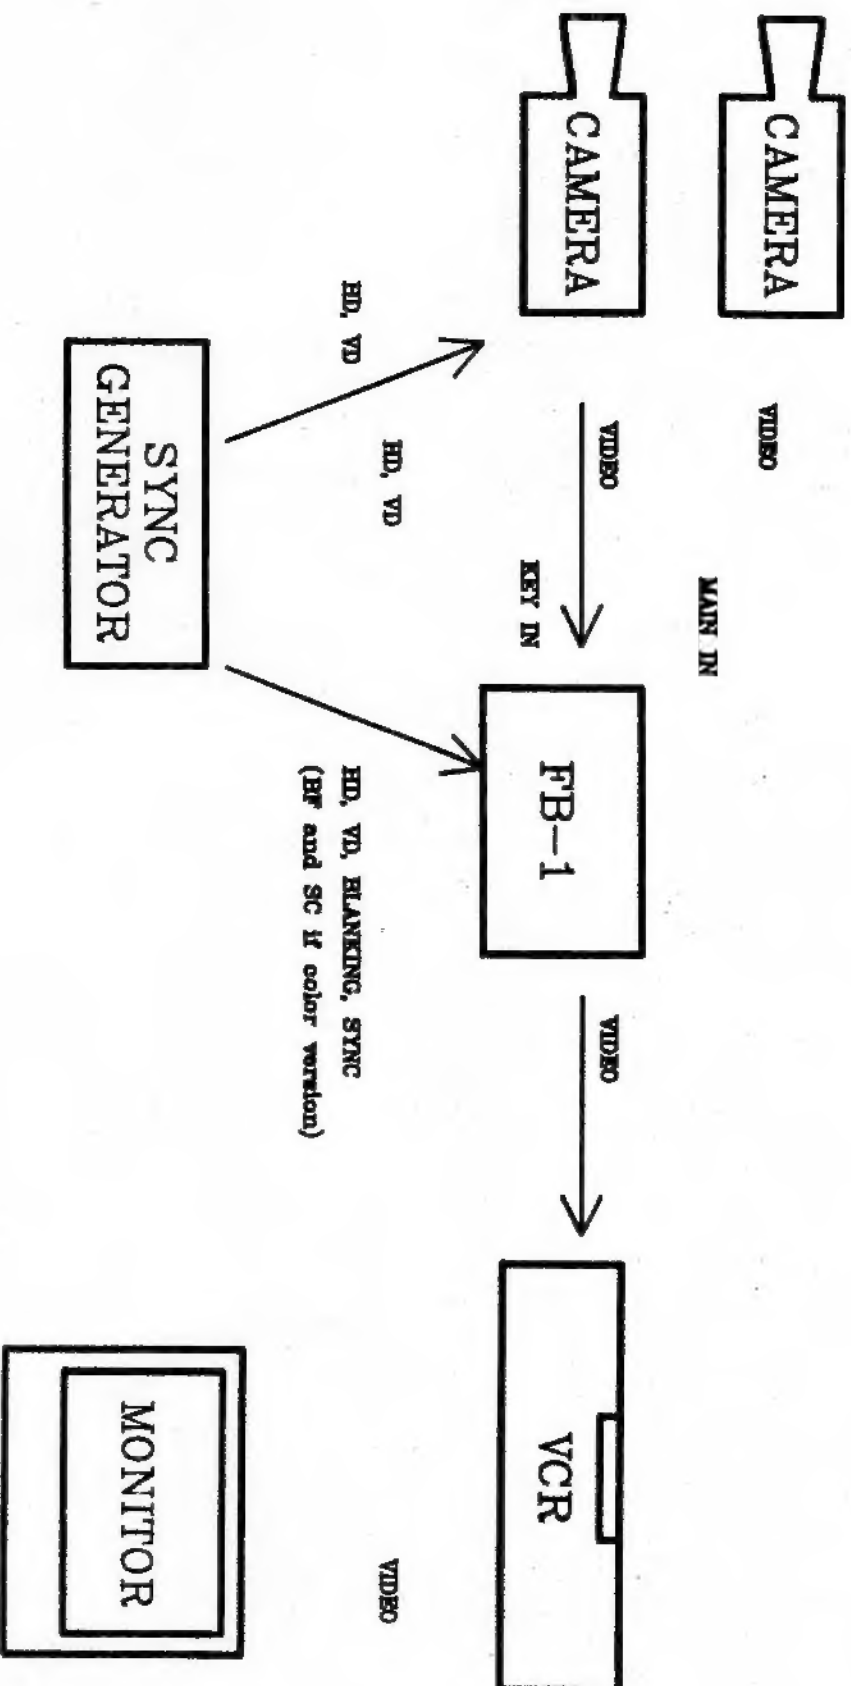 CAMERA
VIDEO
MAIN IN
CAMERA
VIDEO
KEY IN
FB-1
VIDEO
VCR
HD, VD
HD, VD
HD, VD, BLANKING, SYNC
(BF and SC if color version)
VIDEO
SYNC
GENERATOR
MONITOR